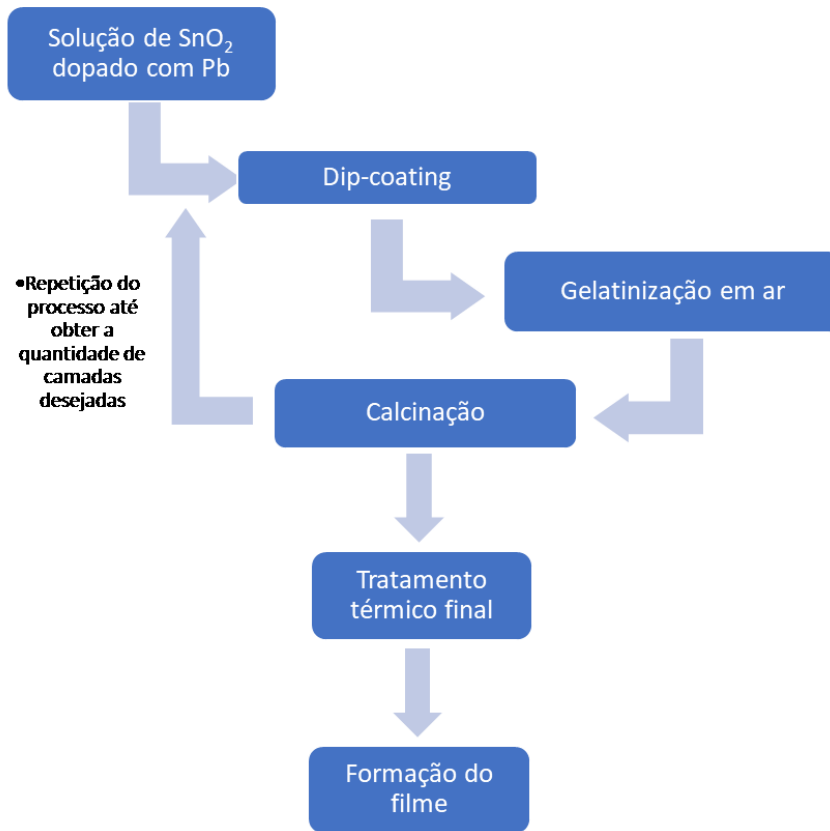 Solução de SnO₂
dopado com Pb
Dip-coating
Gelatinização em ar
•Repetição do
processo até
obter a
quantidade de
camadas
desejadas
Calcinação
Tratamento
térmico final
Formação do
filme